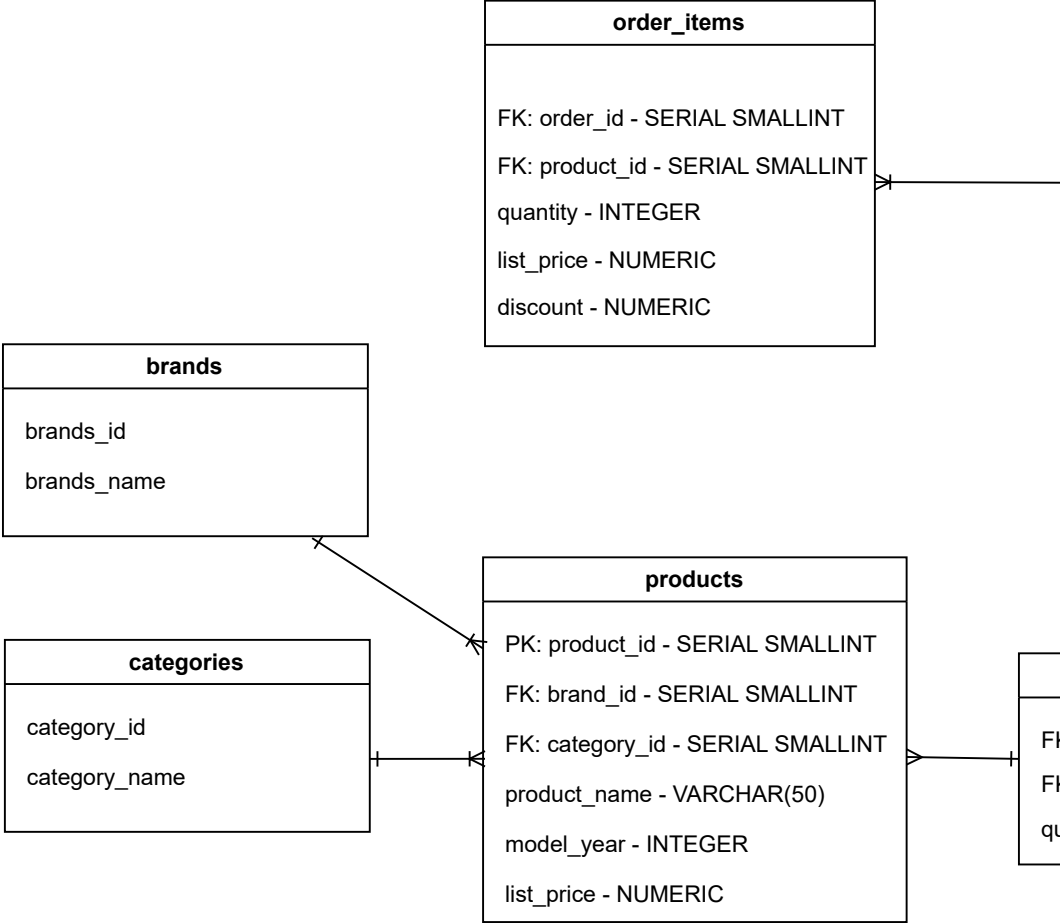 order_items
FK: order_id - SERIAL SMALLINT
FK: product_id - SERIAL SMALLINT
quantity - INTEGER
list_price - NUMERIC
discount - NUMERIC
brands
brands_id
brands_name
categories
category_id
category_name
products
PK: product_id - SERIAL SMALLINT
FK: brand_id - SERIAL SMALLINT
FK: category_id - SERIAL SMALLINT
product_name - VARCHAR(50)
model_year - INTEGER
list_price - NUMERIC